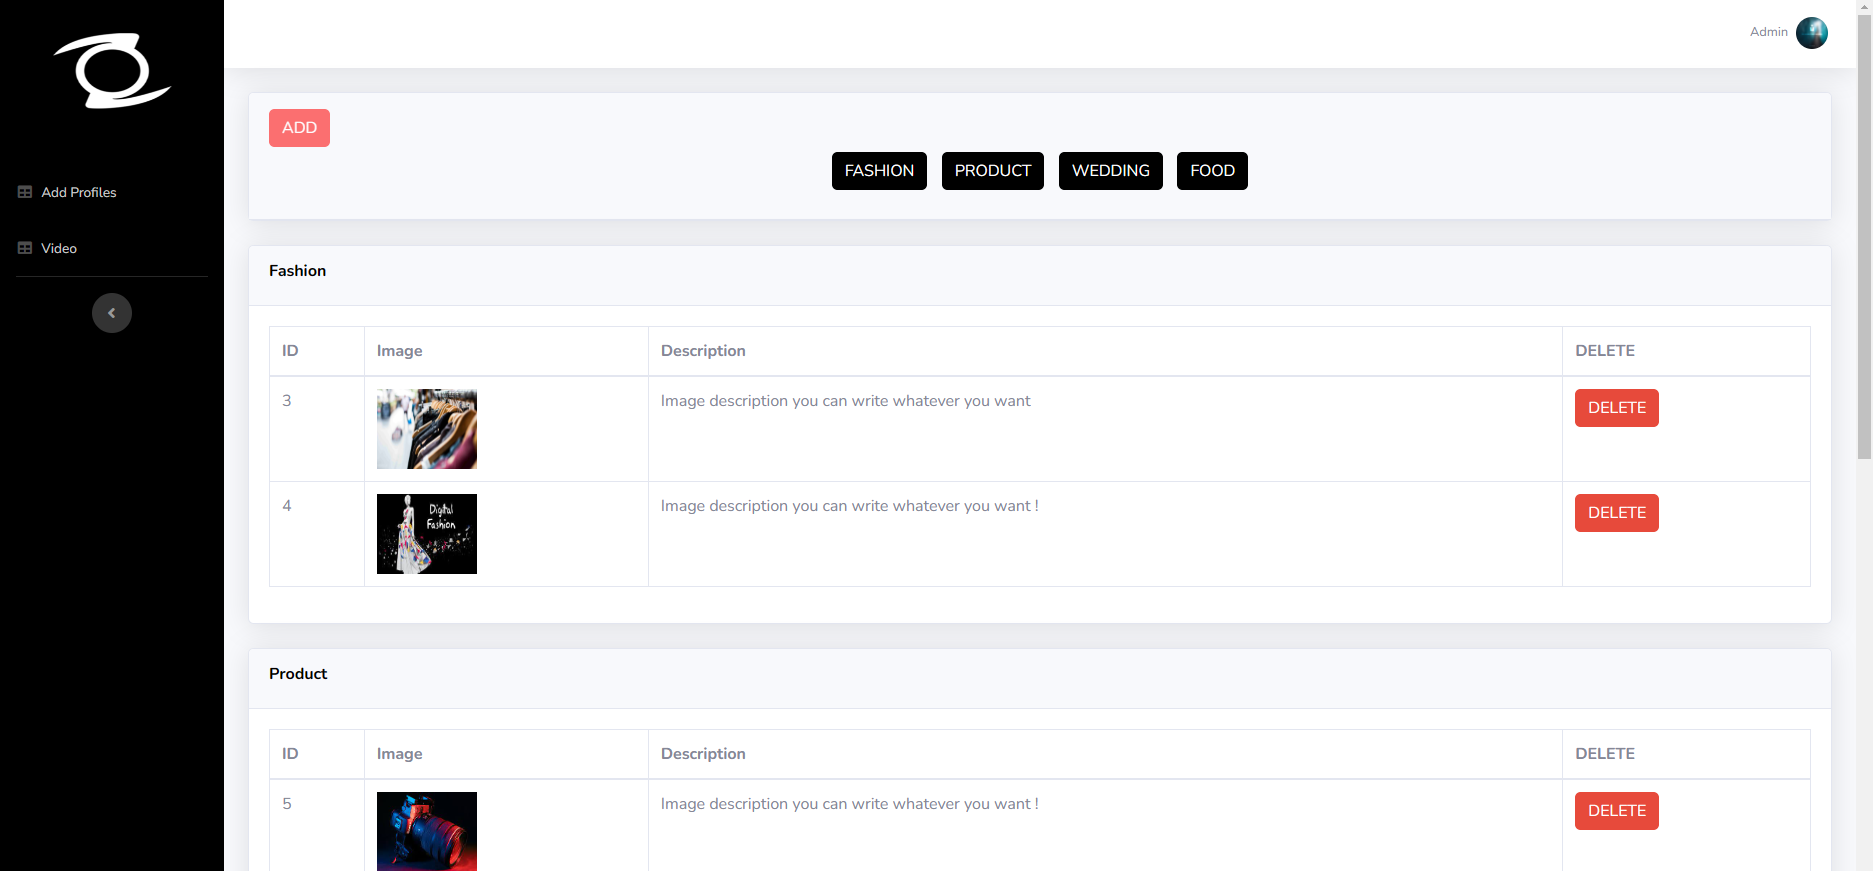 Admin
Add Profiles
Video
ADD
FASHION PRODUCT WEDDING FOOD
Fashion
ID Image Description DELETE
3 Image description you can write whatever you want DELETE
4 Digital Fashion Image description you can write whatever you want ! DELETE
Product
ID Image Description DELETE
5 Image description you can write whatever you want ! DELETE